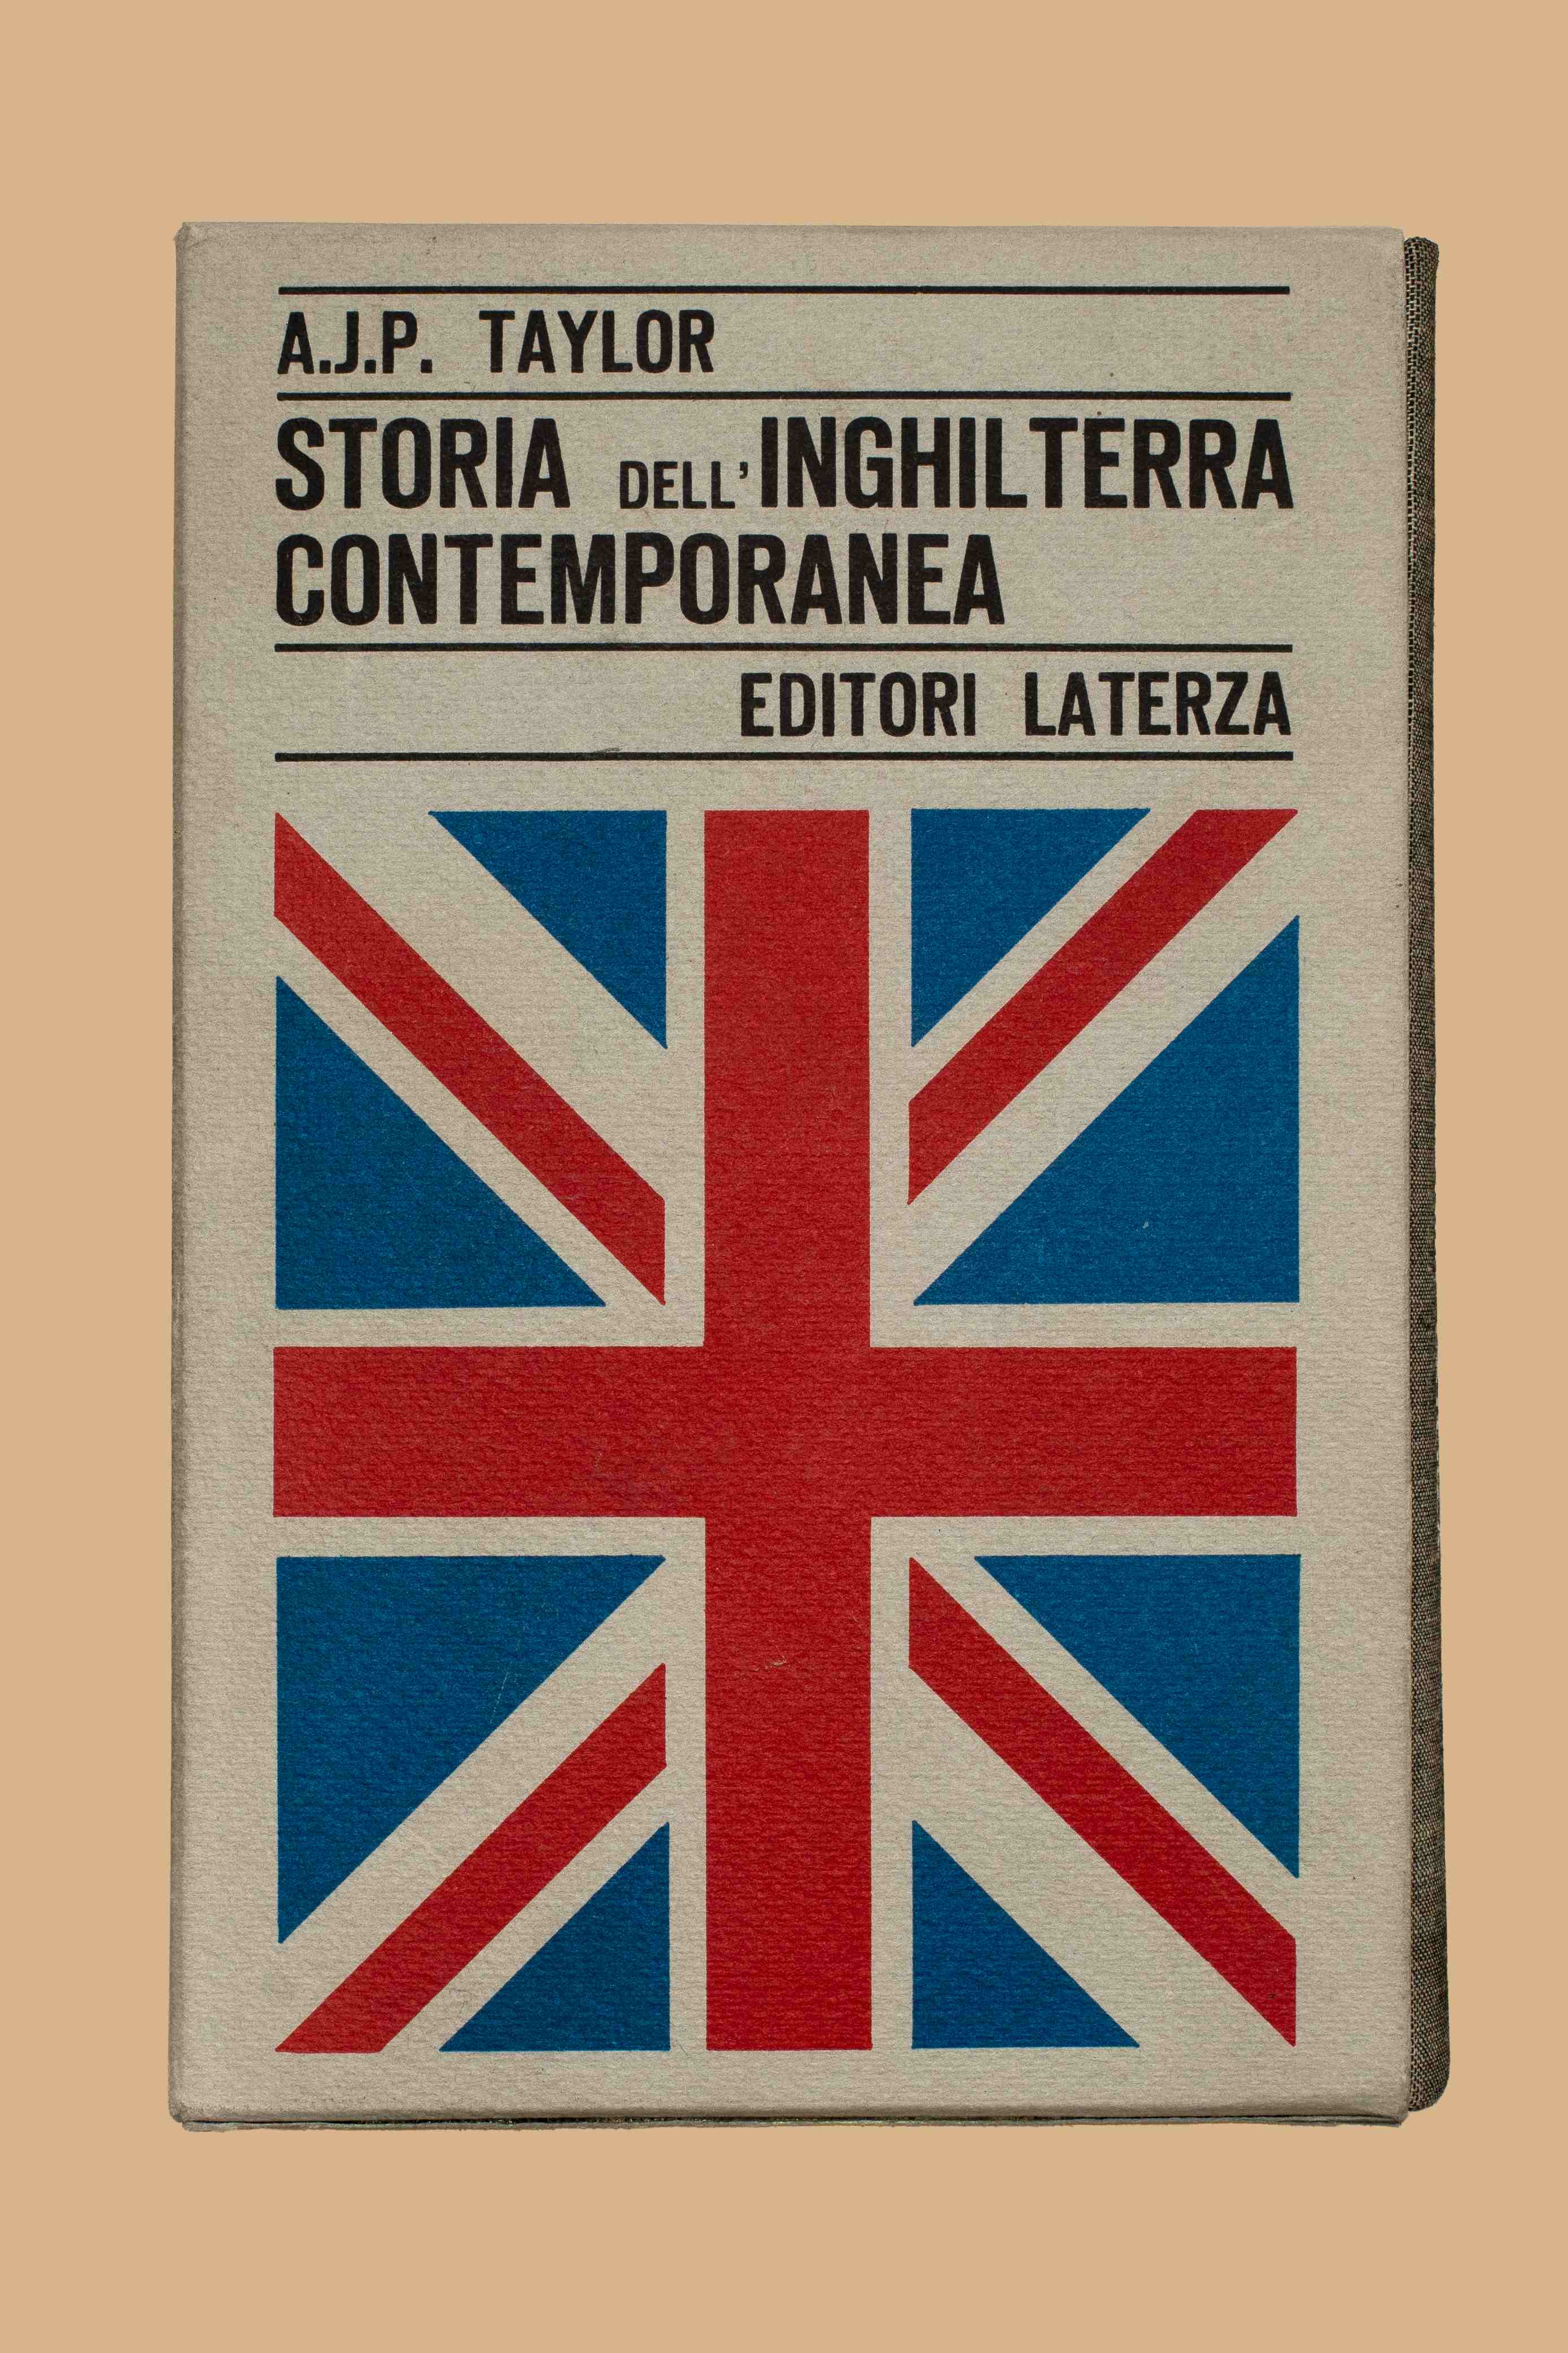 A.J.P. TAYLOR
STORIA DELL'INGHILTERRA
CONTEMPORANEA
EDITORI LATERZA